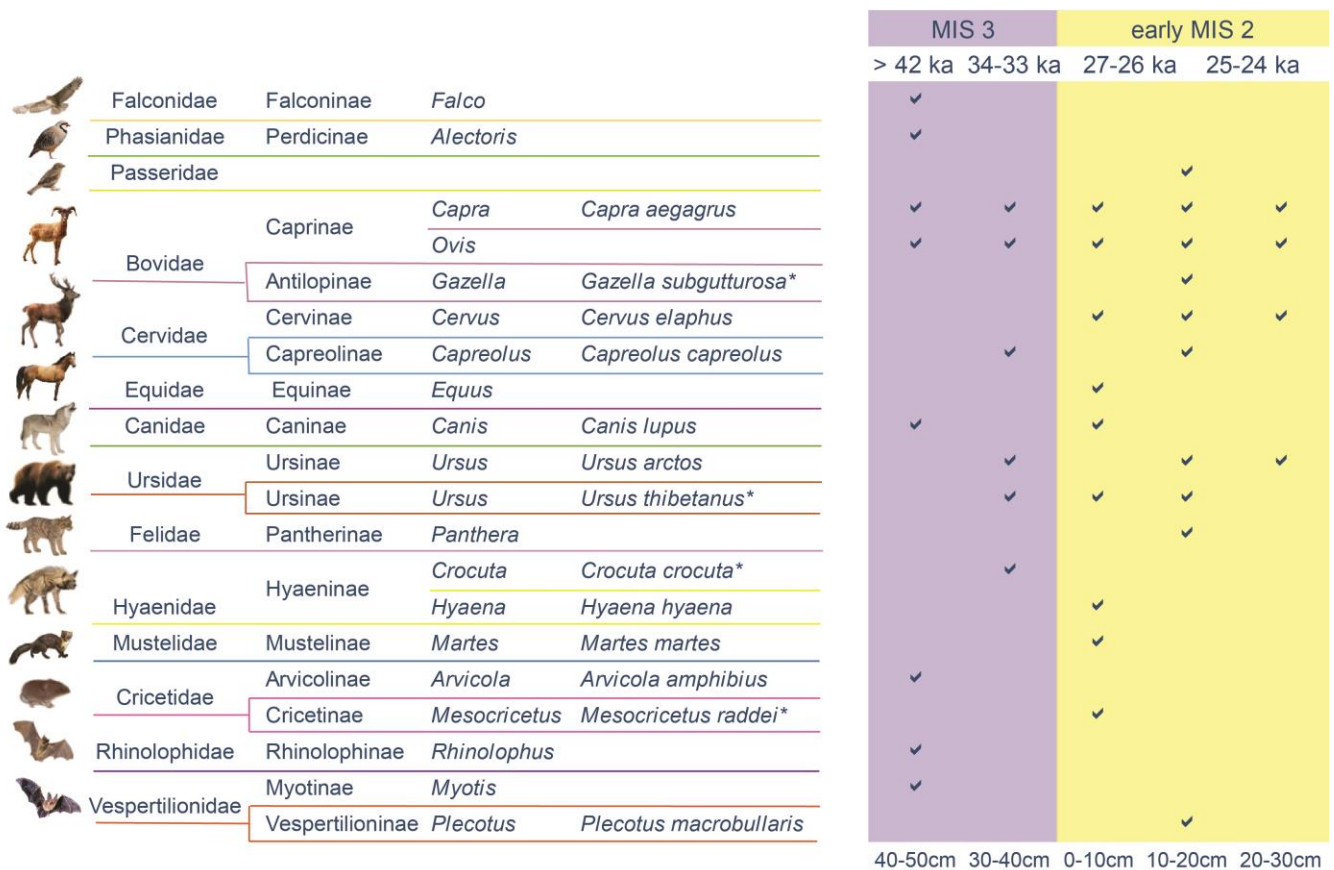 MIS 3 early MIS 2
> 42 ka 34-33 ka 27-26 ka 25-24 ka
Falconidae Falconinae Falco ✓
Phasianidae Perdicinae Alectoris ✓
Passeridae ✓
Capra Capra aegagrus ✓ ✓ ✓ ✓ ✓
Caprinae
Ovis ✓ ✓ ✓ ✓ ✓
Bovidae
Antilopinae Gazella Gazella subgutturosa* ✓
Cervinae Cervus Cervus elaphus ✓ ✓ ✓
Cervidae
Capreolinae Capreolus Capreolus capreolus ✓ ✓
Equidae Equinae Equus ✓
Canidae Caninae Canis Canis lupus ✓ ✓
Ursinae Ursus Ursus arctos ✓ ✓ ✓
Ursidae
Ursinae Ursus Ursus thibetanus* ✓ ✓ ✓
Felidae Pantherinae Panthera ✓
Crocuta Crocuta crocuta* ✓
Hyaeninae
Hyaenidae Hyaena Hyaena hyaena ✓
Mustelidae Mustelinae Martes Martes martes ✓
Arvicolinae Arvicola Arvicola amphibius ✓
Cricetidae
Cricetinae Mesocricetus Mesocricetus raddei* ✓
Rhinolophidae Rhinolophinae Rhinolophus ✓
Myotinae Myotis ✓
Vespertilionidae
Vespertilioninae Plecotus Plecotus macrobullaris ✓
40-50cm 30-40cm 0-10cm 10-20cm 20-30cm